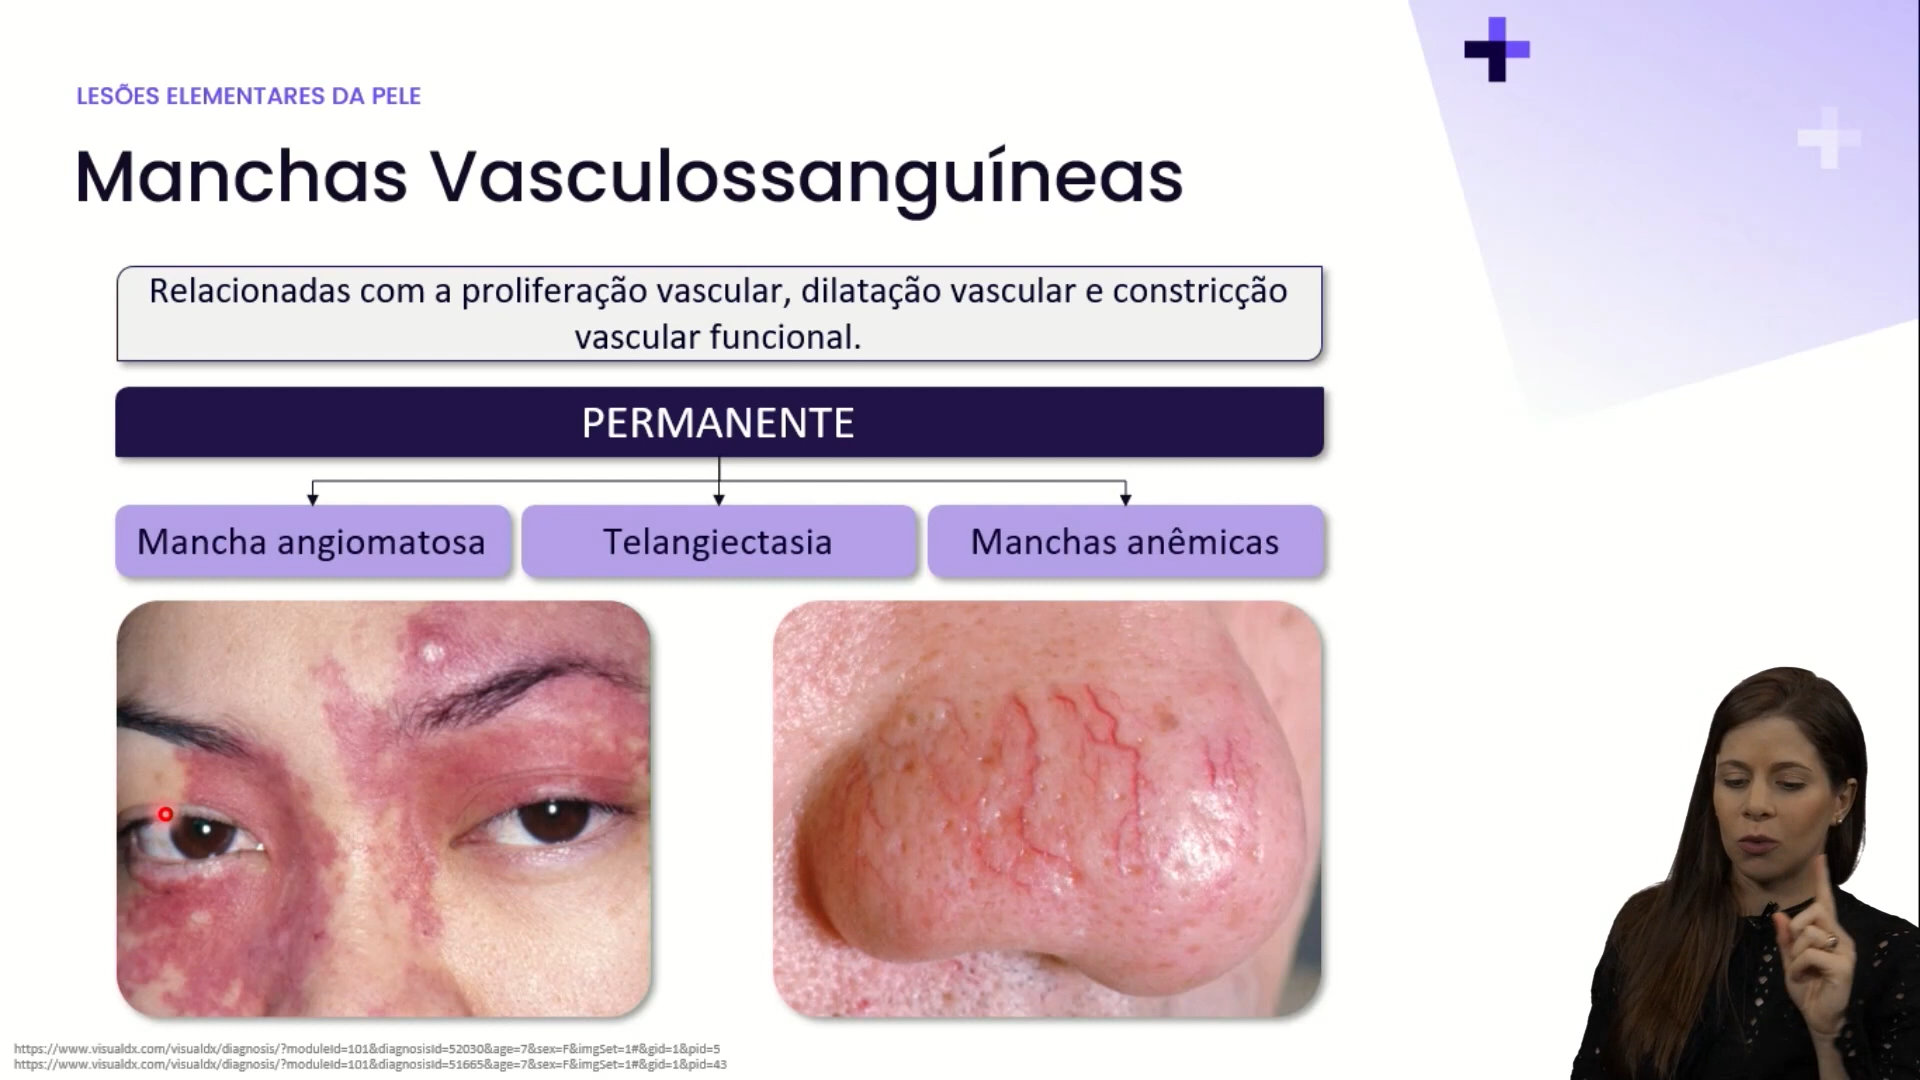 LESÕES ELEMENTARES DA PELE
Manchas Vasculossanguíneas
Relacionadas com a proliferação vascular, dilatação vascular e constricção
vascular funcional.
PERMANENTE
Mancha angiomatosa
Telangiectasia
Manchas anêmicas
https://www.visualdx.com/visualdx/diagnosis/?moduleId=101&diagnosisId=52030&age=7&sex=F&imgSet=1#&gid=1&pid=5
https://www.visualdx.com/visualdx/diagnosis/?moduleId=101&diagnosisId=51665&age=7&sex=F&imgSet=1#&gid=1&pid=43